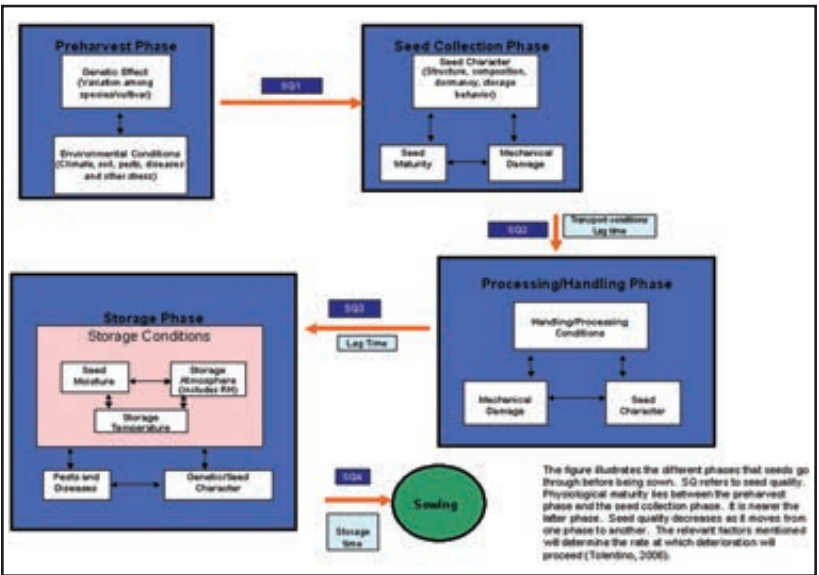 Preharvest Phase
Genetic Effect
(Variation among
species/cultivar)
Environmental Conditions
(Climate, soil, pests, diseases
and other stress)
SQ1
Seed Collection Phase
Seed Character
(Structure, composition,
dormancy, storage
behavior)
Seed
Maturity
Mechanical
Damage
SQ2
Transport conditions
Lag time
Processing/Handling Phase
Handling/Processing
Conditions
Mechanical
Damage
Seed
Character
SQ3
Lag Time
Storage Phase
Storage Conditions
Seed
Moisture
Storage
Atmosphere
(includes RH)
Storage
Temperature
Pests and
Diseases
Genetic/Seed
Character
SQ4
Storage
time
Sowing
The figure illustrates the different phases that seeds go
through before being sown. SQ refers to seed quality.
Physiological maturity lies between the preharvest
phase and the seed collection phase. It is nearer the
latter phase. Seed quality decreases as it moves from
one phase to another. The relevant factors mentioned
will determine the rate at which deterioration will
proceed (Tolentino, 2006).